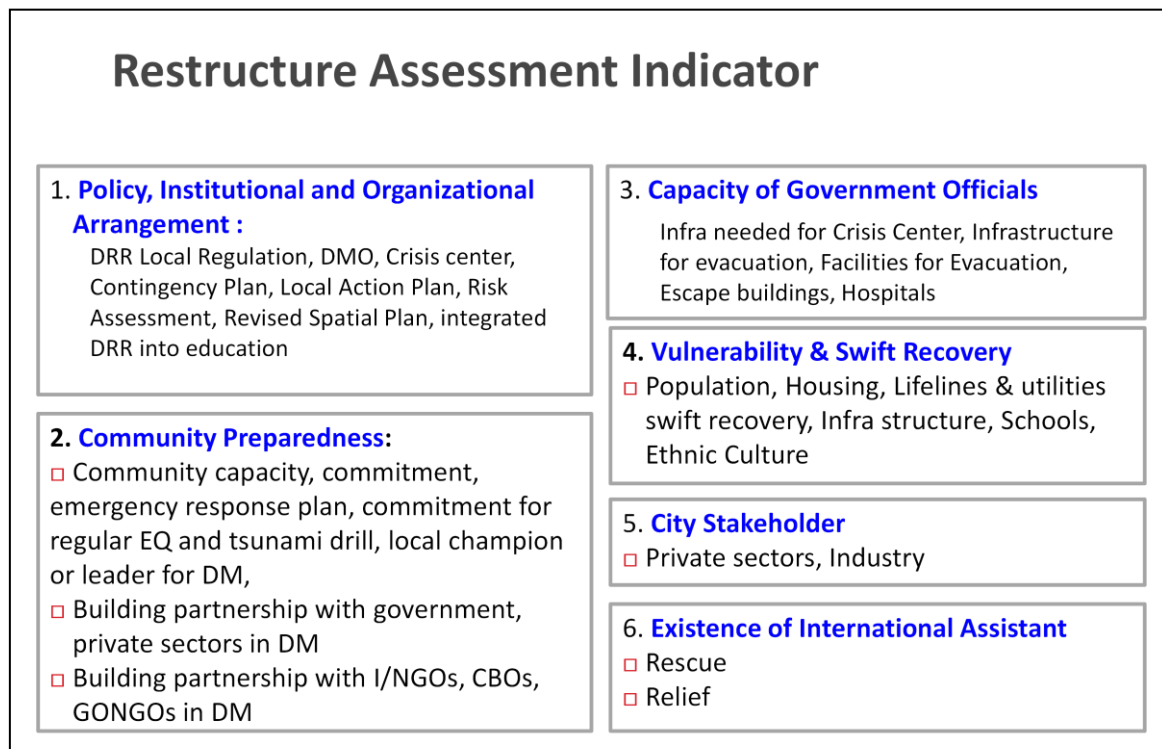 Restructure Assessment Indicator
1. Policy, Institutional and Organizational
Arrangement :
DRR Local Regulation, DMO, Crisis center,
Contingency Plan, Local Action Plan, Risk
Assessment, Revised Spatial Plan, integrated
DRR into education
2. Community Preparedness:
□ Community capacity, commitment,
emergency response plan, commitment for
regular EQ and tsunami drill, local champion
or leader for DM,
□ Building partnership with government,
private sectors in DM
□ Building partnership with I/NGOs, CBOs,
GONGOs in DM
3. Capacity of Government Officials
Infra needed for Crisis Center, Infrastructure
for evacuation, Facilities for Evacuation,
Escape buildings, Hospitals
4. Vulnerability & Swift Recovery
□ Population, Housing, Lifelines & utilities
swift recovery, Infra structure, Schools,
Ethnic Culture
5. City Stakeholder
□ Private sectors, Industry
6. Existence of International Assistant
□ Rescue
□ Relief